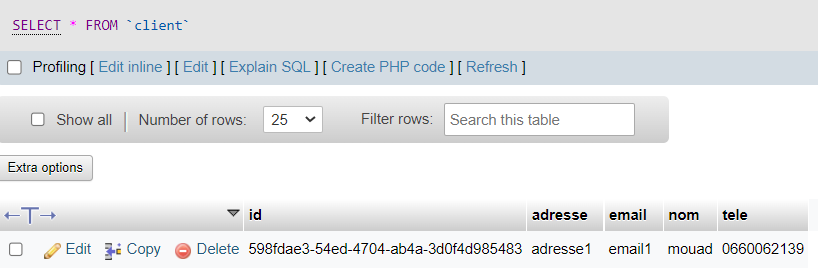 SELECT * FROM `client`
Profiling [ Edit inline ] [ Edit ] [ Explain SQL ] [ Create PHP code ] [ Refresh ]
Show all | Number of rows: 25 Filter rows: Search this table
Extra options
←T→ id adresse email nom tele
Edit Copy Delete 598fdae3-54ed-4704-ab4a-3d0f4d985483 adresse1 email1 mouad 0660062139